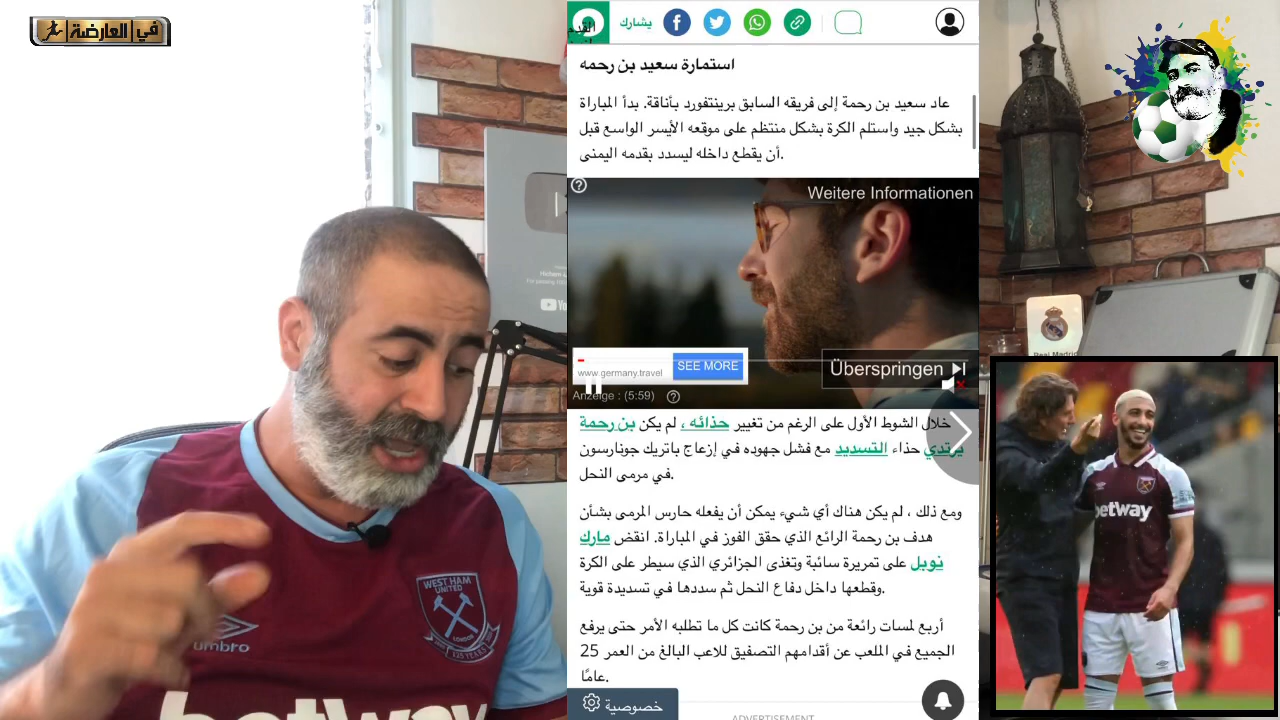 في العارضة
يشارك
استمارة سعيد بن رحمه
عاد سعيد بن رحمة إلى فريقه السابق برينتفورد بأناقة. بدأ المباراة
بشكل جيد واستلم الكرة بشكل منتظم على موقعه الأيسر الواسع قبل
أن يقطع داخله ليسدد بقدمه اليمنى.
Weitere Informationen
SEE MORE
www.germany.travel
Überspringen
Anzeige : (5:59)
خلال الشوط الأول على الرغم من تغيير حذائه ، لم يكن بن رحمة
يرتدي حذاء التسديد مع فشل جهوده في إزعاج باتريك جونارسون
في مرمى النحل.
ومع ذلك ، لم يكن هناك أي شيء يمكن أن يفعله حارس المرمى بشأن
هدف بن رحمة الرائع الذي حقق الفوز في المباراة. انقض مارك
نوبل على تمريرة سائبة وتغذى الجزائري الذي سيطر على الكرة
وقطعها داخل دفاع النحل ثم سددها في تسديدة قوية.
أربع لمسات رائعة من بن رحمة كانت كل ما تطلبه الأمر حتى يرفع
الجميع في الملعب عن أقدامهم التصفيق للاعب البالغ من العمر 25
عامًا.
خصوصية
ADVERTISEMENT
WEST HAM
UNITED
LONDON
umbro
betway
Real Madrid
betway